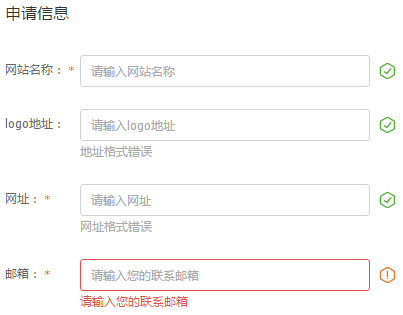 申请信息
网站名称： * 请输入网站名称
logo地址： 请输入logo地址
地址格式错误
网址： * 请输入网址
网址格式错误
邮箱： * 请输入您的联系邮箱
请输入您的联系邮箱